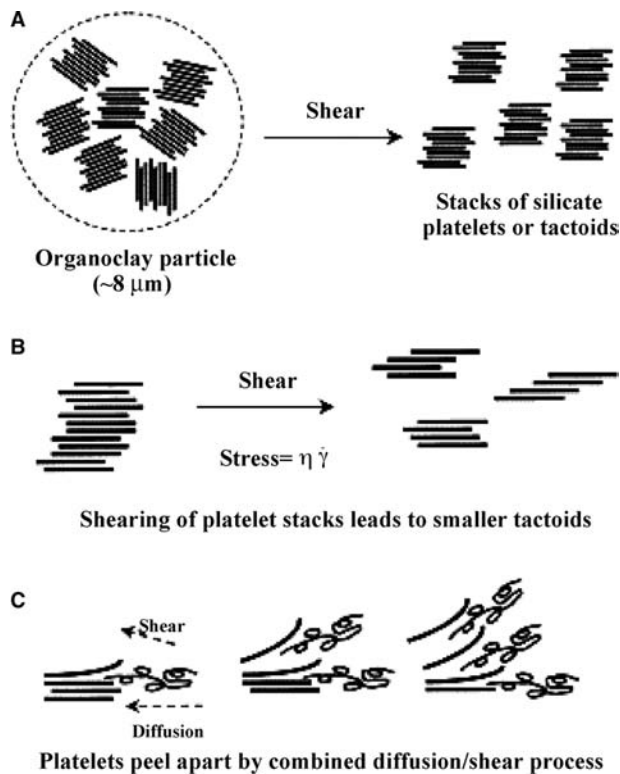 A
Shear
Organoclay particle
(~8 μm)
Stacks of silicate
platelets or tactoids
B
Shear
Stress= η γ̇
Shearing of platelet stacks leads to smaller tactoids
C
Shear
Diffusion
Platelets peel apart by combined diffusion/shear process